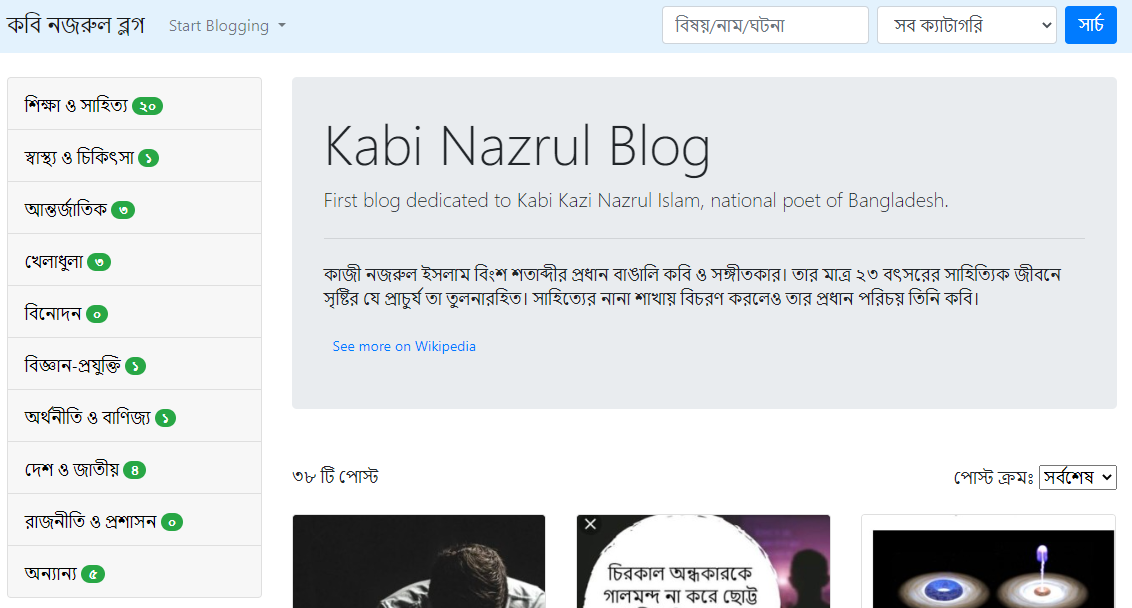 কবি নজরুল ব্লগ
Start Blogging
বিষয়/নাম/ঘটনা
সব ক্যাটাগরি
সার্চ
শিক্ষা ও সাহিত্য ২০
স্বাস্থ্য ও চিকিৎসা ১
আন্তর্জাতিক ৩
খেলাধুলা ৩
বিনোদন ০
বিজ্ঞান-প্রযুক্তি ১
অর্থনীতি ও বাণিজ্য ১
দেশ ও জাতীয় ৪
রাজনীতি ও প্রশাসন ০
অন্যান্য ৫
Kabi Nazrul Blog
First blog dedicated to Kabi Kazi Nazrul Islam, national poet of Bangladesh.
কাজী নজরুল ইসলাম বিংশ শতাব্দীর প্রধান বাঙালি কবি ও সঙ্গীতকার। তার মাত্র ২৩ বৎসরের সাহিত্যিক জীবনে
সৃষ্টির যে প্রাচুর্য তা তুলনারহিত। সাহিত্যের নানা শাখায় বিচরণ করলেও তার প্রধান পরিচয় তিনি কবি।
See more on Wikipedia
৩৮ টি পোস্ট
পোস্ট ক্রমঃ সর্বশেষ
চিরকাল অন্ধকারকে
গালমন্দ না করে ছোট্ট